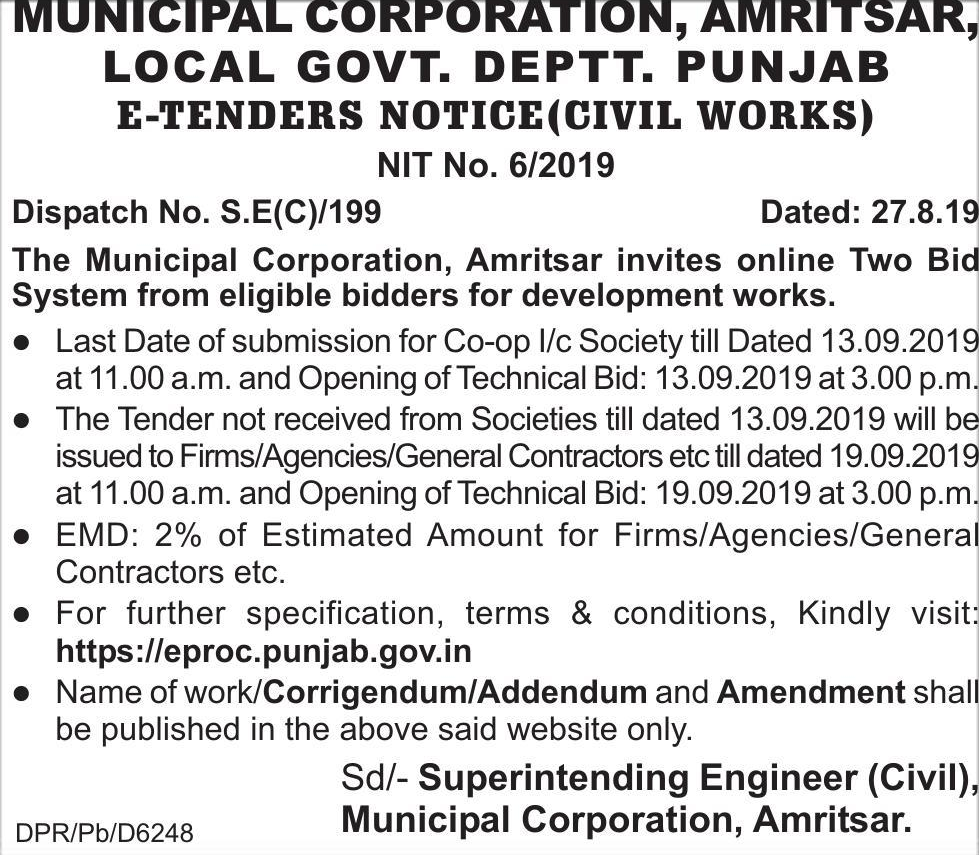 MUNICIPAL CORPORATION, AMRITSAR,
LOCAL GOVT. DEPTT. PUNJAB
E-TENDERS NOTICE(CIVIL WORKS)
NIT No. 6/2019
Dispatch No. S.E(C)/199 Dated: 27.8.19
The Municipal Corporation, Amritsar invites online Two Bid
System from eligible bidders for development works.
● Last Date of submission for Co-op l/c Society till Dated 13.09.2019
at 11.00 a.m. and Opening of Technical Bid: 13.09.2019 at 3.00 p.m.
● The Tender not received from Societies till dated 13.09.2019 will be
issued to Firms/Agencies/General Contractors etc till dated 19.09.2019
at 11.00 a.m. and Opening of Technical Bid: 19.09.2019 at 3.00 p.m.
● EMD: 2% of Estimated Amount for Firms/Agencies/General
Contractors etc.
● For further specification, terms & conditions, Kindly visit:
https://eproc.punjab.gov.in
● Name of work/Corrigendum/Addendum and Amendment shall
be published in the above said website only.
Sd/- Superintending Engineer (Civil),
Municipal Corporation, Amritsar.
DPR/Pb/D6248